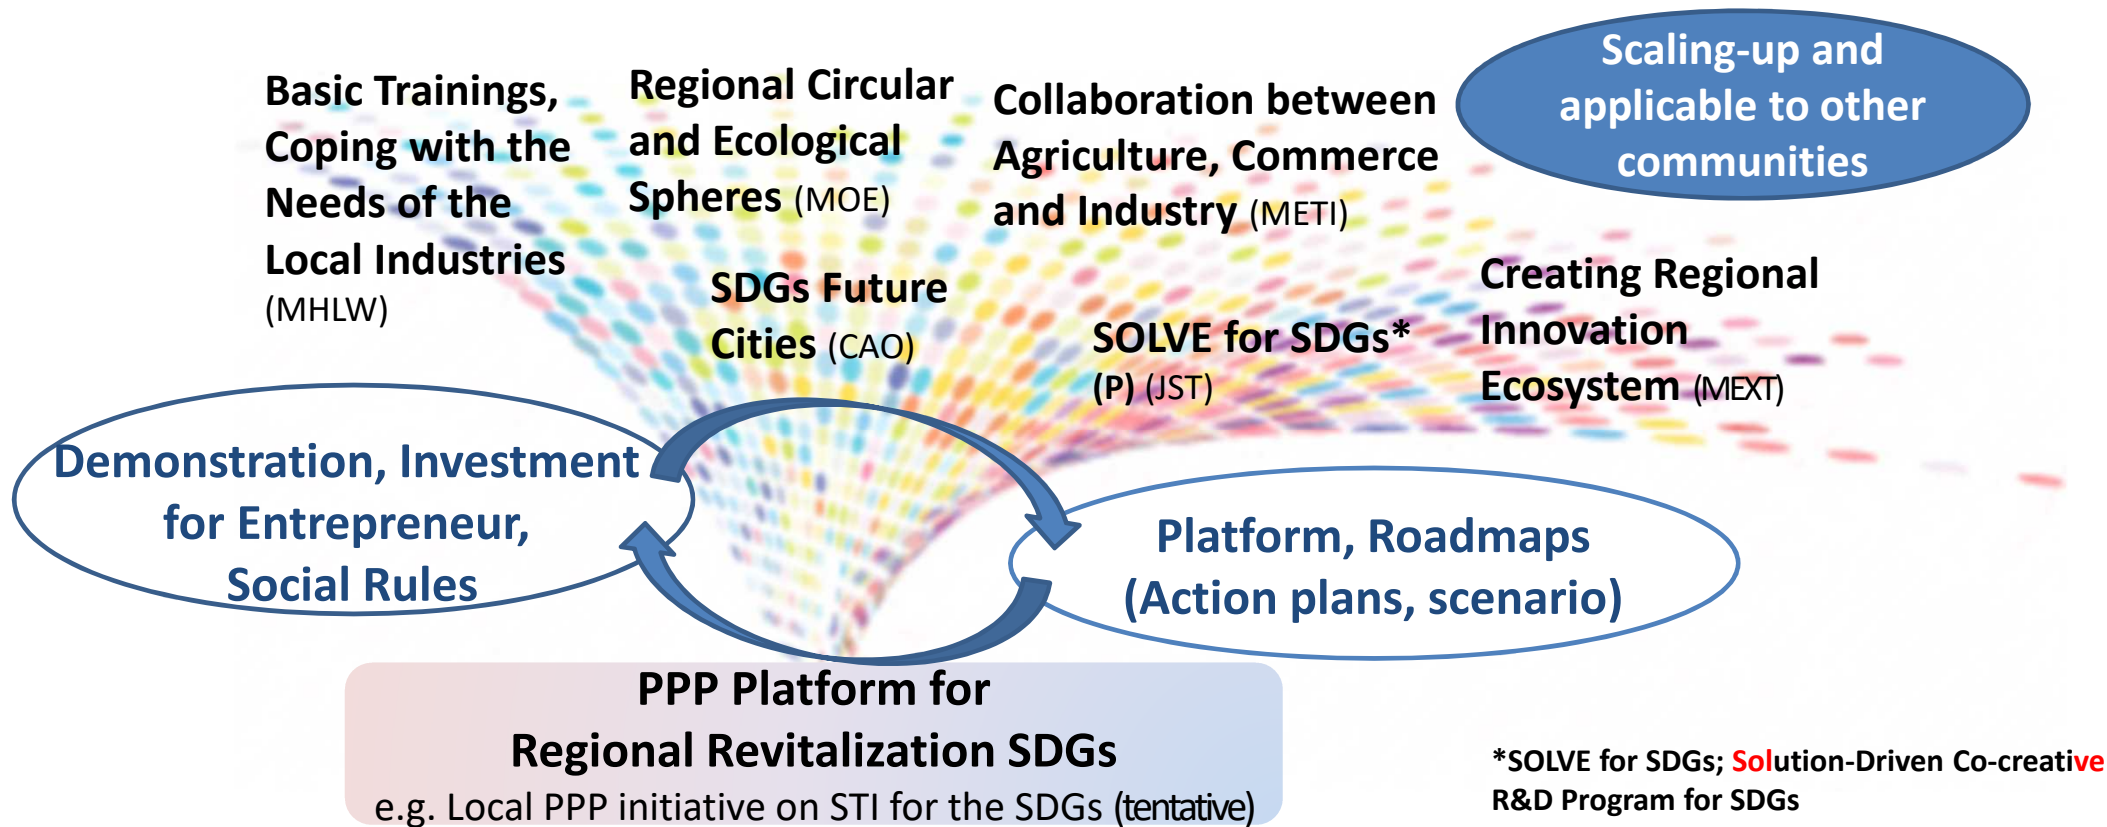 Basic Trainings,
Coping with the
Needs of the
Local Industries
(MHLW)
Regional Circular
and Ecological
Spheres (MOE)
Collaboration between
Agriculture, Commerce
and Industry (METI)
Scaling-up and
applicable to other
communities
SDGs Future
Cities (CAO)
SOLVE for SDGs*
(P) (JST)
Creating Regional
Innovation
Ecosystem (MEXT)
Demonstration, Investment
for Entrepreneur,
Social Rules
Platform, Roadmaps
(Action plans, scenario)
PPP Platform for
Regional Revitalization SDGs
e.g. Local PPP initiative on STI for the SDGs (tentative)
*SOLVE for SDGs; Solution-Driven Co-creative
R&D Program for SDGs